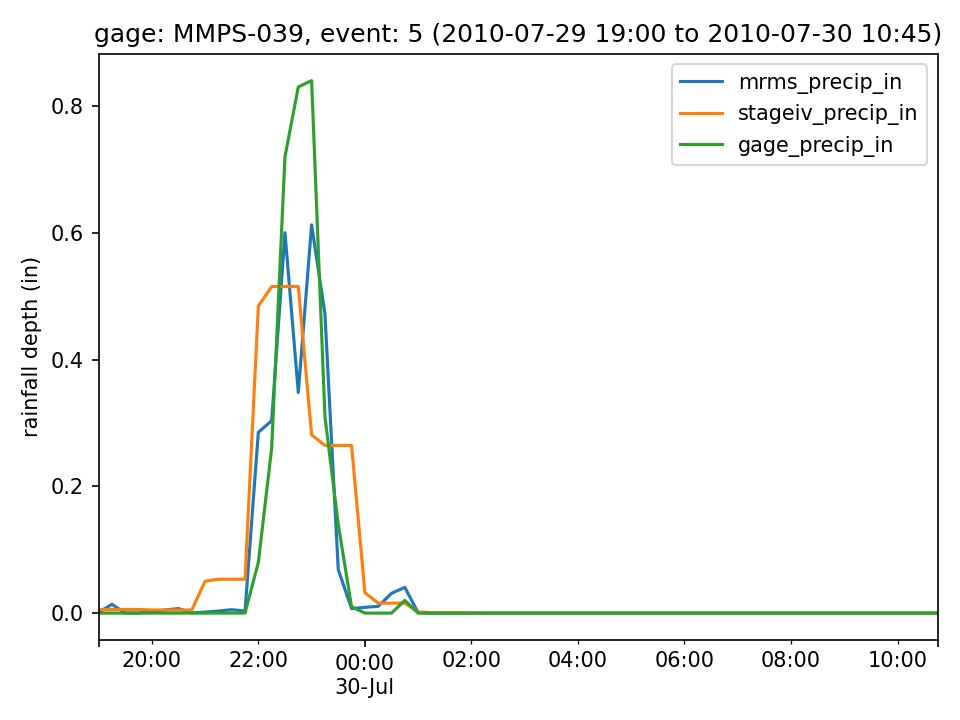 gage: MMPS-039, event: 5 (2010-07-29 19:00 to 2010-07-30 10:45)
mrms_precip_in
stageiv_precip_in
gage_precip_in
rainfall depth (in)
0.8
0.6
0.4
0.2
0.0
20:00 22:00 00:00 02:00 04:00 06:00 08:00 10:00
30-Jul